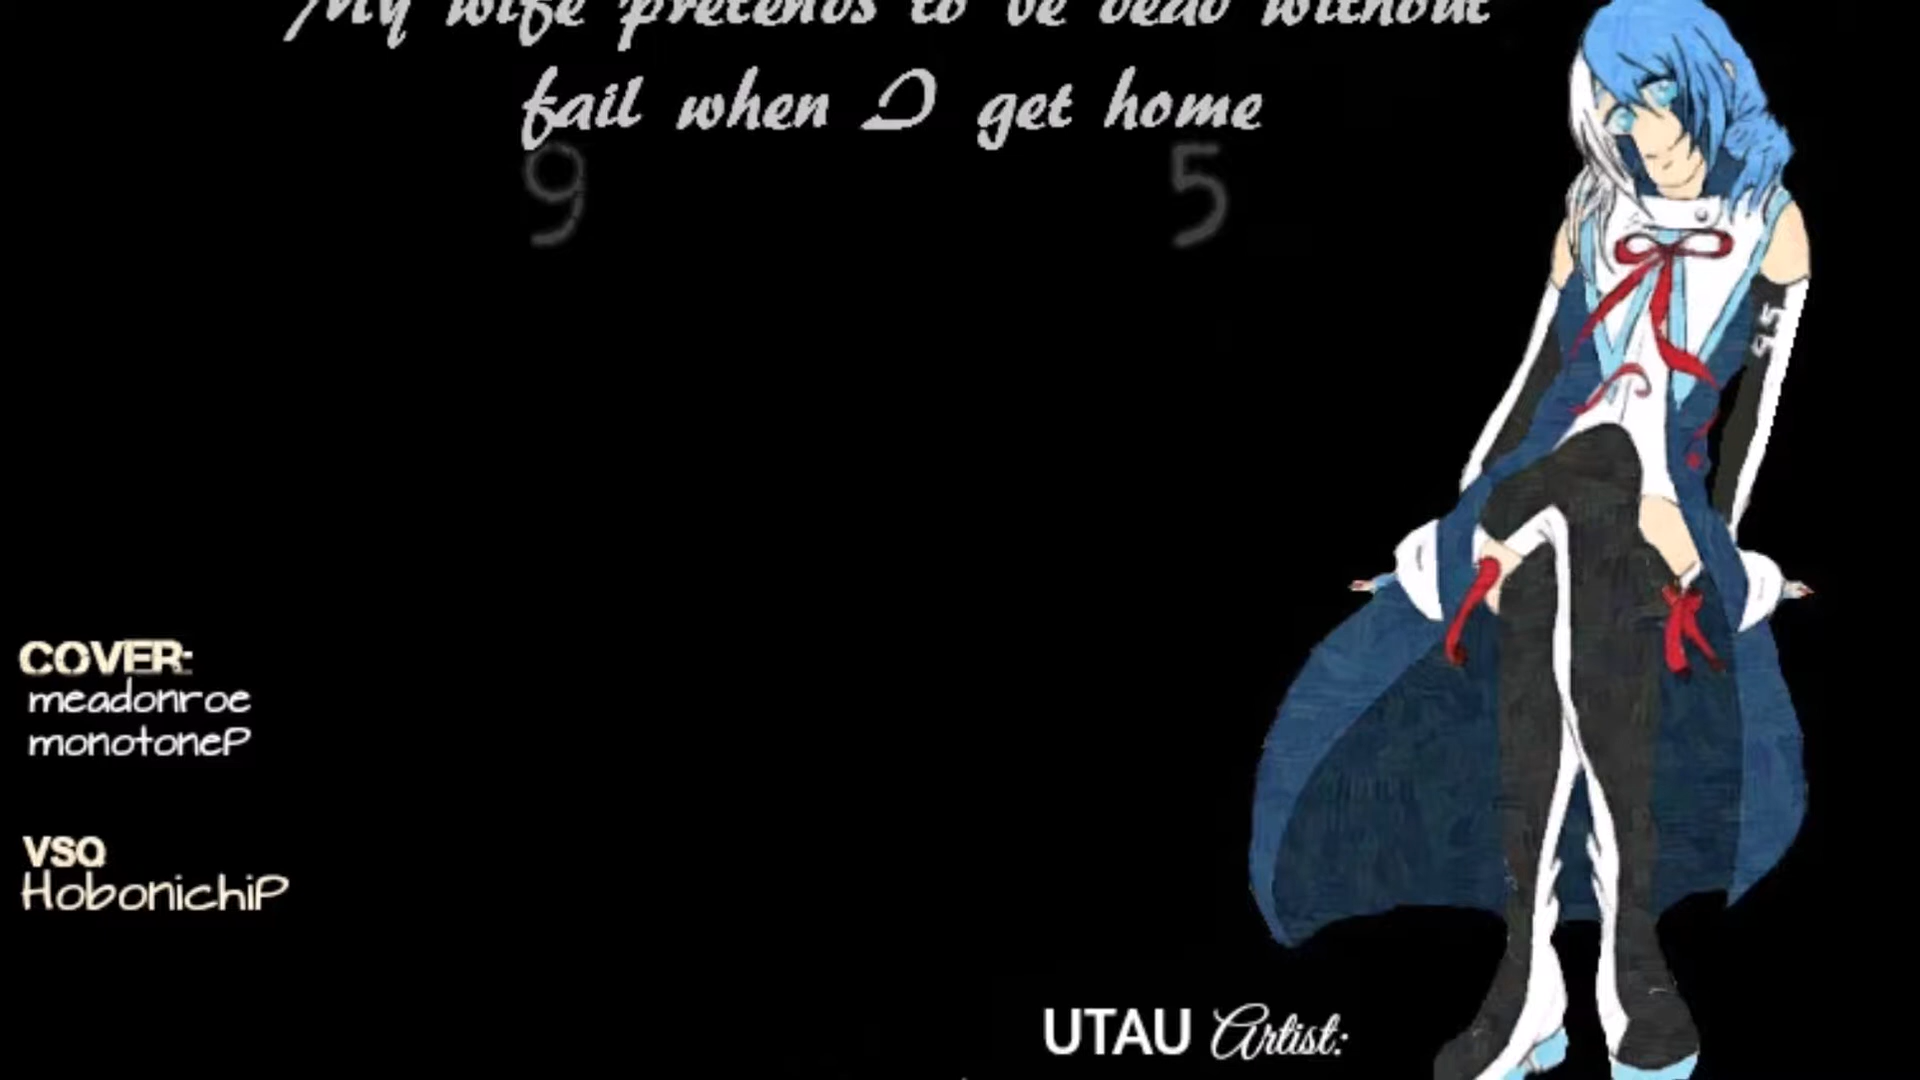 My wife pretends to be dead without
fail when I get home
9 5
95
COVER:
meadonroe
monotoneP
VSQ
HobonichiP
UTAU Artist: